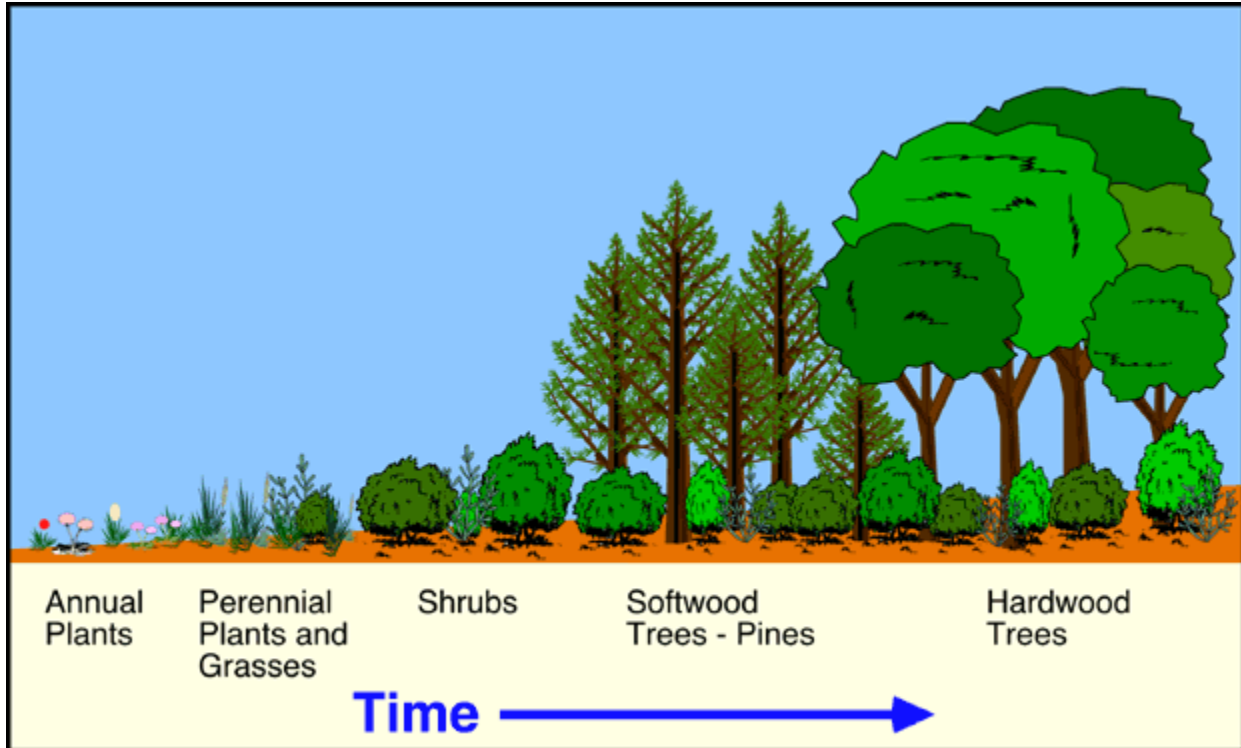 Annual
Plants
Perennial
Plants and
Grasses
Shrubs
Softwood
Trees - Pines
Hardwood
Trees
Time